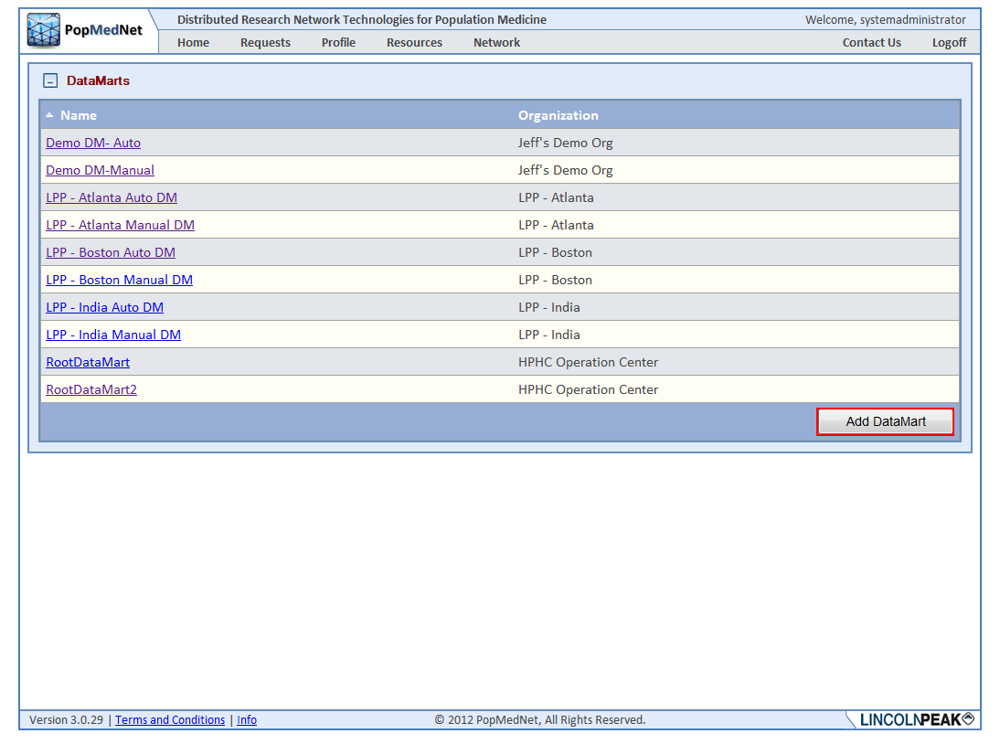 PopMedNet
Distributed Research Network Technologies for Population Medicine Welcome, systemadministrator
Home Requests Profile Resources Network Contact Us Logoff
DataMarts
Name Organization
Demo DM- Auto Jeff's Demo Org
Demo DM-Manual Jeff's Demo Org
LPP - Atlanta Auto DM LPP - Atlanta
LPP - Atlanta Manual DM LPP - Atlanta
LPP - Boston Auto DM LPP - Boston
LPP - Boston Manual DM LPP - Boston
LPP - India Auto DM LPP - India
LPP - India Manual DM LPP - India
RootDataMart HPHC Operation Center
RootDataMart2 HPHC Operation Center
Add DataMart
Version 3.0.29 | Terms and Conditions | Info © 2012 PopMedNet, All Rights Reserved. LINCOLNPEAK